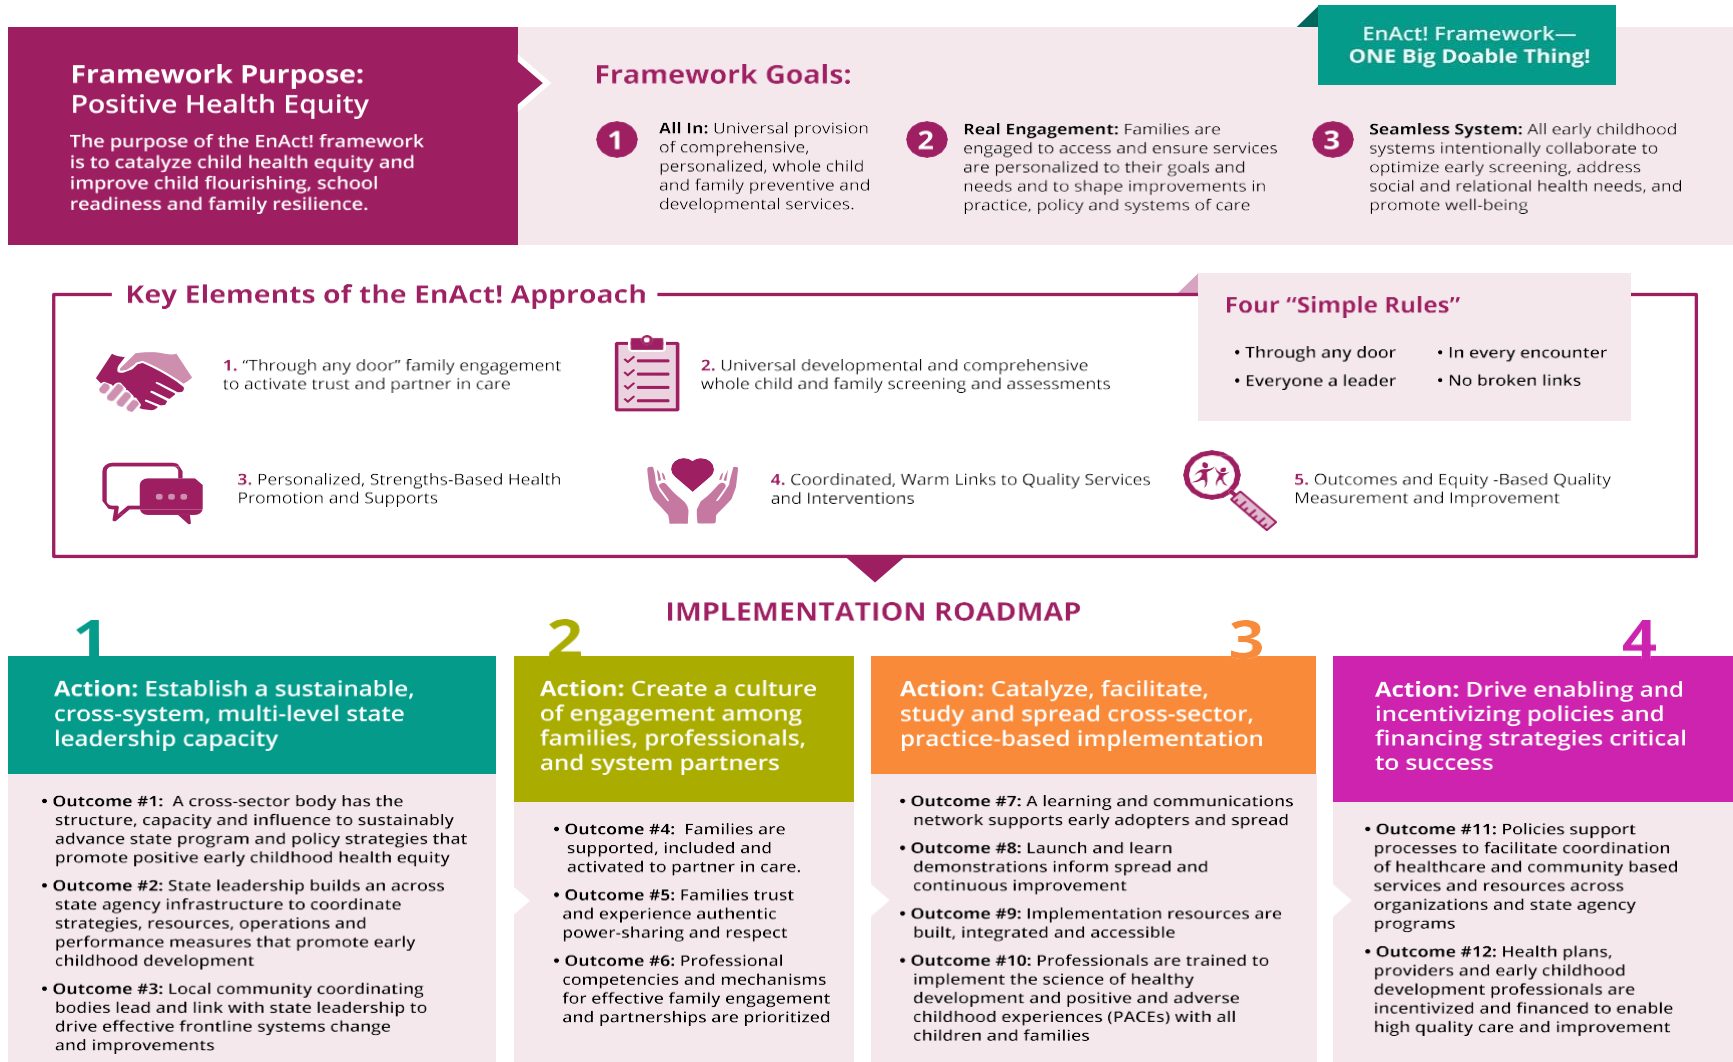 EnAct! Framework—
ONE Big Doable Thing!
Framework Purpose:
Positive Health Equity
The purpose of the EnAct! framework
is to catalyze child health equity and
improve child flourishing, school
readiness and family resilience.
Framework Goals:
1
All In: Universal provision
of comprehensive,
personalized, whole child
and family preventive and
developmental services.
2
Real Engagement: Families are
engaged to access and ensure services
are personalized to their goals and
needs and to shape improvements in
practice, policy and systems of care
3
Seamless System: All early childhood
systems intentionally collaborate to
optimize early screening, address
social and relational health needs, and
promote well-being
Key Elements of the EnAct! Approach
1. “Through any door” family engagement
to activate trust and partner in care
2. Universal developmental and comprehensive
whole child and family screening and assessments
Four “Simple Rules”
• Through any door
• Everyone a leader
• In every encounter
• No broken links
3. Personalized, Strengths-Based Health
Promotion and Supports
4. Coordinated, Warm Links to Quality Services
and Interventions
5. Outcomes and Equity -Based Quality
Measurement and Improvement
IMPLEMENTATION ROADMAP
1
Action: Establish a sustainable,
cross-system, multi-level state
leadership capacity
• Outcome #1: A cross-sector body has the
structure, capacity and influence to sustainably
advance state program and policy strategies that
promote positive early childhood health equity
• Outcome #2: State leadership builds an across
state agency infrastructure to coordinate
strategies, resources, operations and
performance measures that promote early
childhood development
• Outcome #3: Local community coordinating
bodies lead and link with state leadership to
drive effective frontline systems change
and improvements
2
Action: Create a culture
of engagement among
families, professionals,
and system partners
• Outcome #4: Families are
supported, included and
activated to partner in care.
• Outcome #5: Families trust
and experience authentic
power-sharing and respect
• Outcome #6: Professional
competencies and mechanisms
for effective family engagement
and partnerships are prioritized
3
Action: Catalyze, facilitate,
study and spread cross-sector,
practice-based implementation
• Outcome #7: A learning and communications
network supports early adopters and spread
• Outcome #8: Launch and learn
demonstrations inform spread and
continuous improvement
• Outcome #9: Implementation resources are
built, integrated and accessible
• Outcome #10: Professionals are trained to
implement the science of healthy
development and positive and adverse
childhood experiences (PACEs) with all
children and families
4
Action: Drive enabling and
incentivizing policies and
financing strategies critical
to success
• Outcome #11: Policies support
processes to facilitate coordination
of healthcare and community based
services and resources across
organizations and state agency
programs
• Outcome #12: Health plans,
providers and early childhood
development professionals are
incentivized and financed to enable
high quality care and improvement